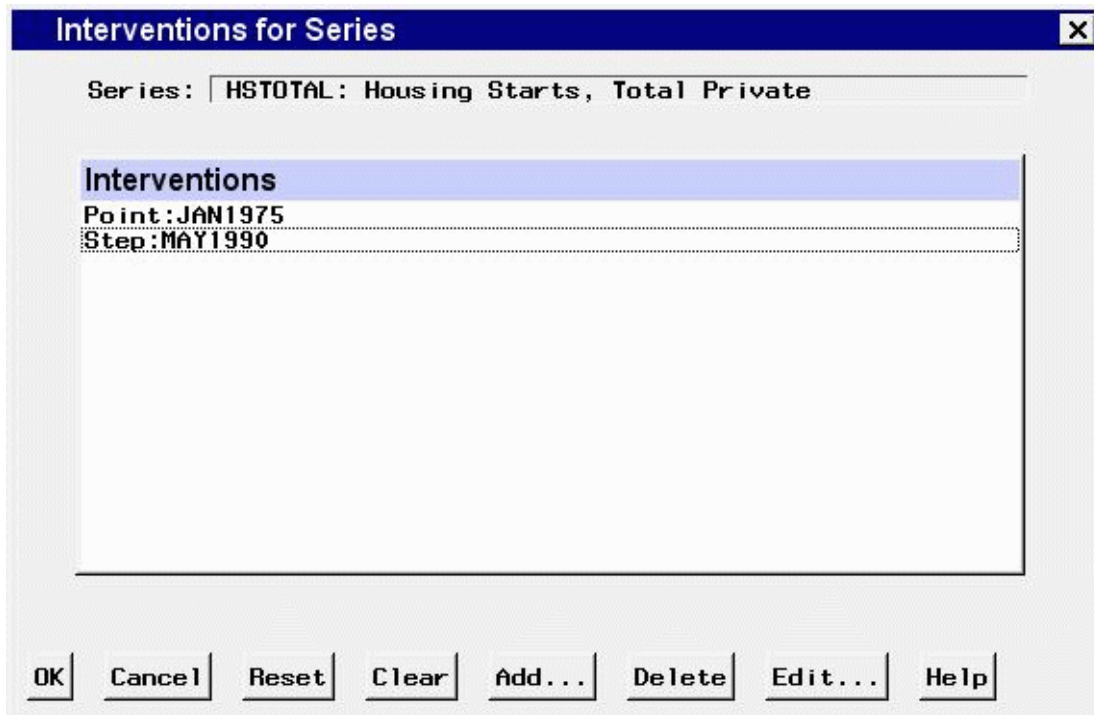 Interventions for Series
Series: HSTOTAL: Housing Starts, Total Private
Interventions
Point:JAN1975
Step:MAY1990
OK Cancel Reset Clear Add... Delete Edit... Help